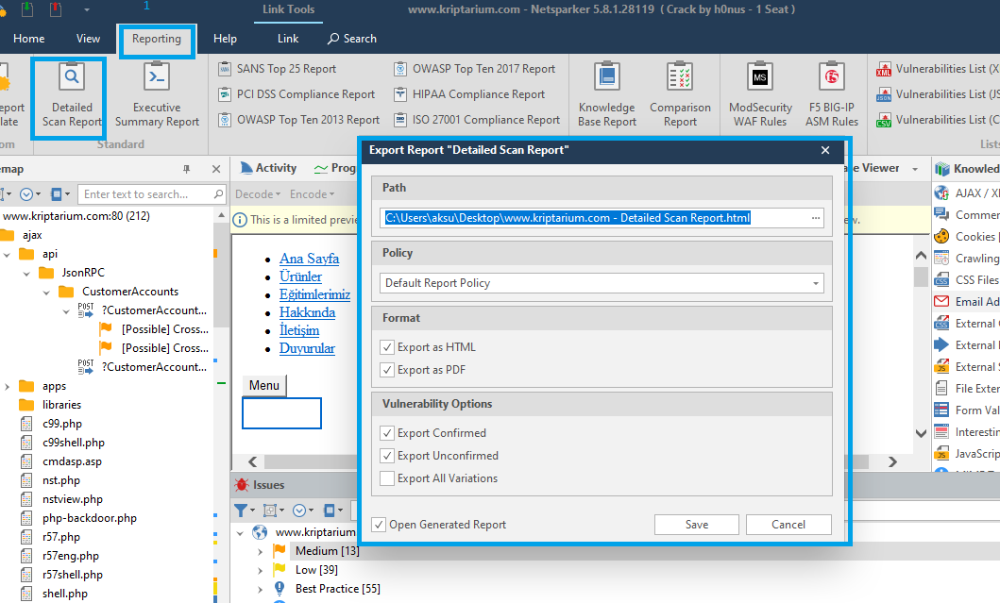 1
Link Tools
www.kriptarium.com - Netsparker 5.8.1.28119 ( Crack by h0nus - 1 Seat )
Home View Reporting Help Link Search
eport
late
om
Detailed
Scan Report
Executive
Summary Report
Standard
SANS Top 25 Report
PCI DSS Compliance Report
OWASP Top Ten 2013 Report
OWASP Top Ten 2017 Report
HIPAA Compliance Report
ISO 27001 Compliance Report
Knowledge
Base Report
Comparison
Report
MS
ModSecurity
WAF Rules
F5 BIG-IP
ASM Rules
XML Vulnerabilities List (X
JSON Vulnerabilities List (JS
CSV Vulnerabilities List (C
Lists
emap
Enter text to search...
www.kriptarium.com:80 (212)
ajax
api
JsonRPC
CustomerAccounts
POST ?CustomerAccount...
[Possible] Cross...
[Possible] Cross...
POST ?CustomerAccount...
apps
libraries
c99.php
c99shell.php
cmdasp.asp
nst.php
nstview.php
php-backdoor.php
r57.php
r57eng.php
r57shell.php
shell.php
Activity Prog
Decode Encode
This is a limited previe
Ana Sayfa
Ürünler
Eğitimlerimiz
Hakkında
İletişim
Duyurular
Menu
Issues
www.kriptarium
Medium [13]
Low [39]
Best Practice [55]
Export Report "Detailed Scan Report"
Path
C:\Users\aksu\Desktop\www.kriptarium.com - Detailed Scan Report.html ...
Policy
Default Report Policy
Format
Export as HTML
Export as PDF
Vulnerability Options
Export Confirmed
Export Unconfirmed
Export All Variations
Open Generated Report
Save Cancel
se Viewer
w.
Knowled
AJAX / X
Commen
Cookies [
Crawling
CSS Files
Email Ad
External C
External F
External S
File Exten
Form Val
Interestin
JavaScrip